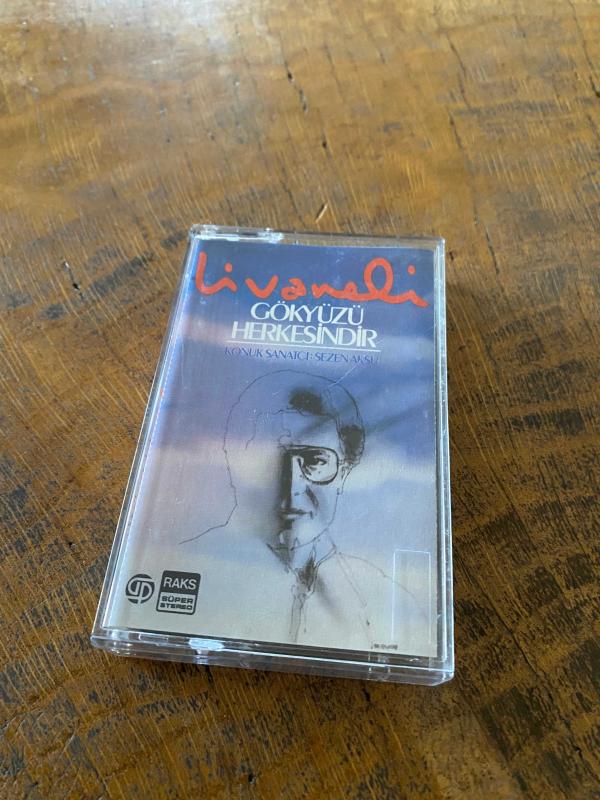 livaneli
GÖKYÜZÜ
HERKESİNDİR
KONUK SANATÇI: SEZEN AKSU
RAKS
SÜPER
STEREO